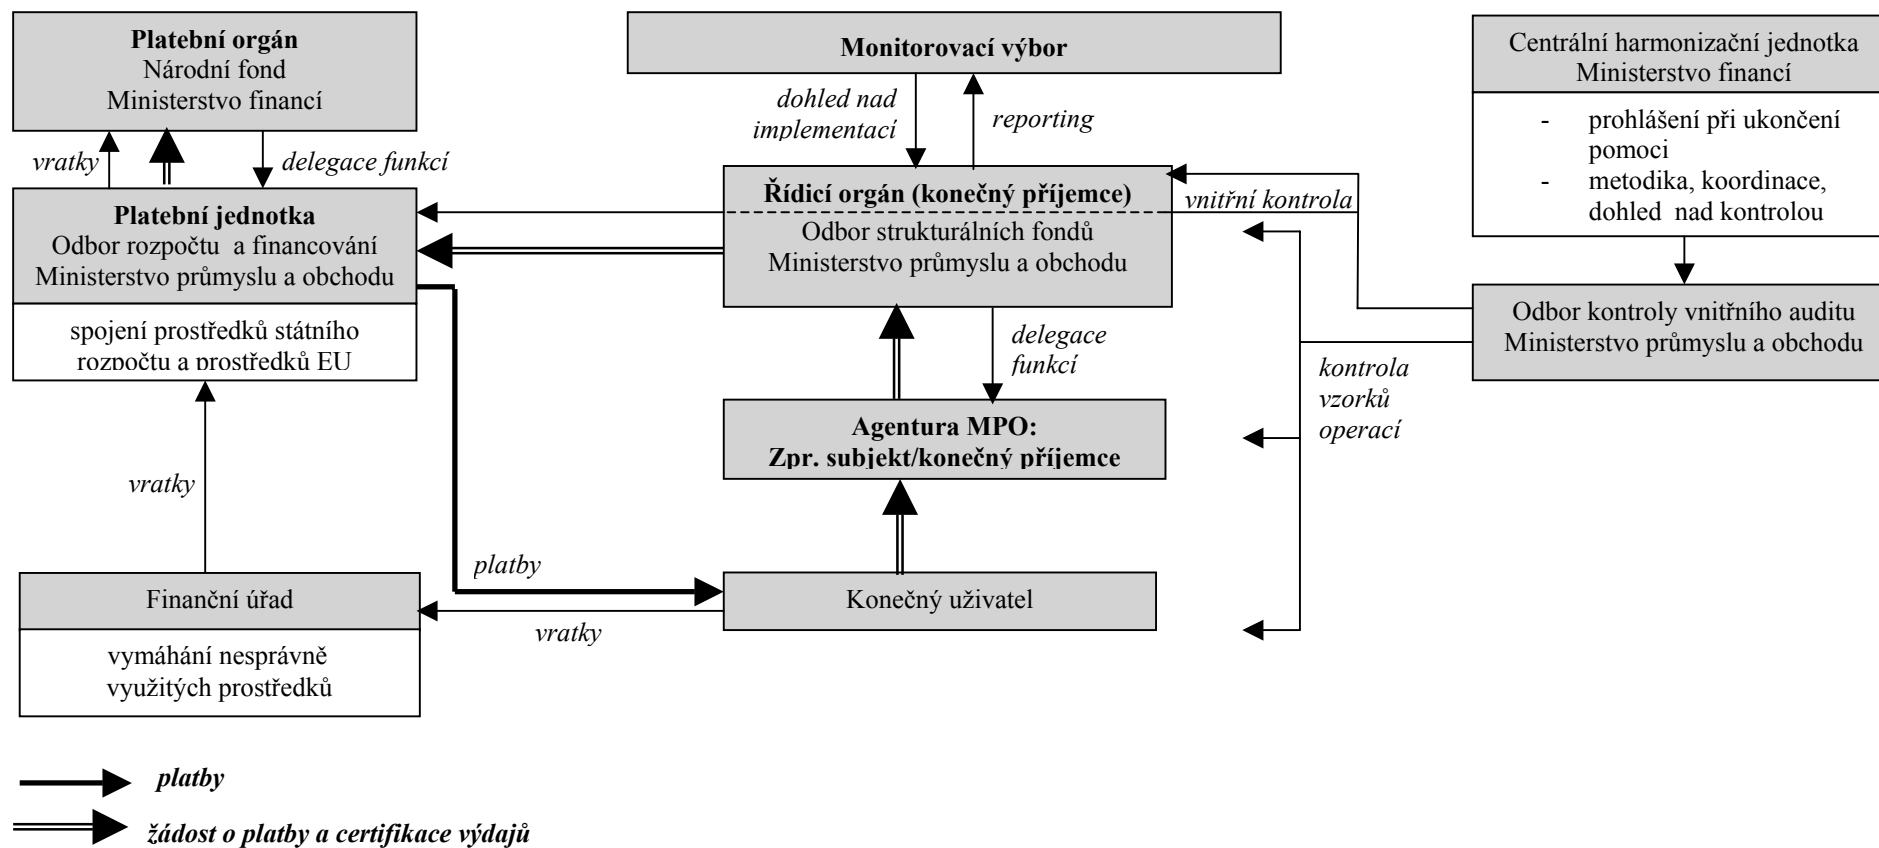 Platební orgán
Národní fond
Ministerstvo financí
Monitorovací výbor
Centrální harmonizační jednotka
Ministerstvo financí
- prohlášení při ukončení
pomoci
- metodika, koordinace,
dohled nad kontrolou
vratky
delegace funkcí
dohled nad
implementací
reporting
Platební jednotka
Odbor rozpočtu a financování
Ministerstvo průmyslu a obchodu
spojení prostředků státního
rozpočtu a prostředků EU
Řídicí orgán (konečný příjemce)
Odbor strukturálních fondů
Ministerstvo průmyslu a obchodu
vnitřní kontrola
Odbor kontroly vnitřního auditu
Ministerstvo průmyslu a obchodu
delegace
funkcí
kontrola
vzorků
operací
Agentura MPO:
Zpr. subjekt/konečný příjemce
vratky
platby
Finanční úřad
vymáhání nesprávně
využitých prostředků
vratky
Konečný uživatel
platby
žádost o platby a certifikace výdajů